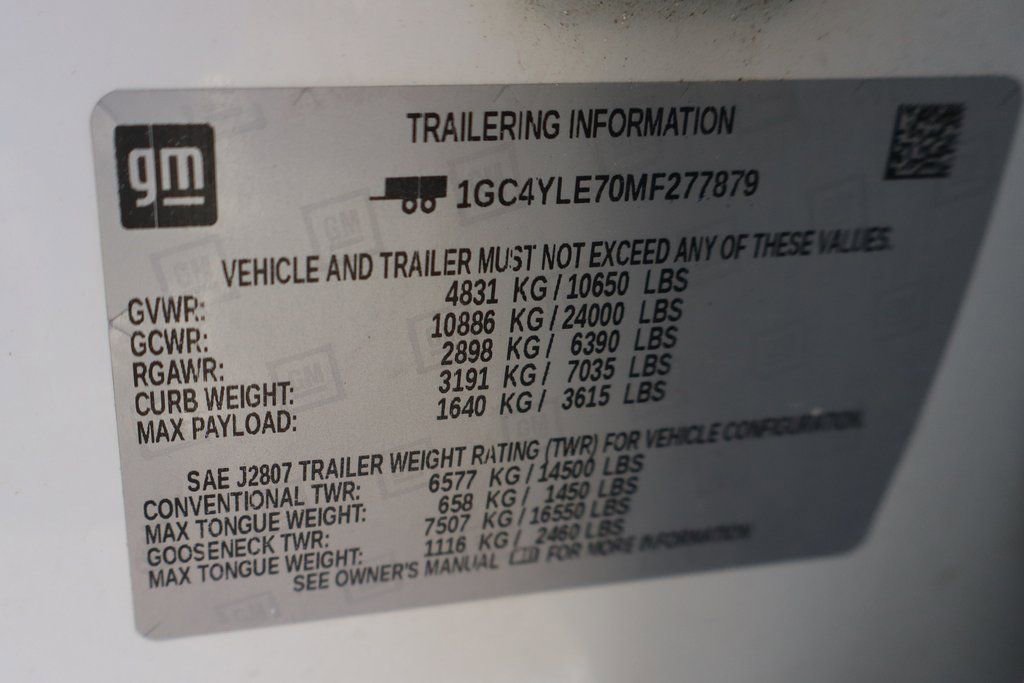 gm
TRAILERING INFORMATION
1GC4YLE70MF277879
VEHICLE AND TRAILER MUST NOT EXCEED ANY OF THESE VALUES.
GVWR: 4831 KG/10650 LBS
GCWR: 10886 KG/24000 LBS
RGAWR: 2898 KG/ 6390 LBS
CURB WEIGHT: 3191 KG/ 7035 LBS
MAX PAYLOAD: 1640 KG/ 3615 LBS
SAE J2807 TRAILER WEIGHT RATING (TWR) FOR VEHICLE CONFIGURATION.
CONVENTIONAL TWR: 6577 KG/14500 LBS
MAX TONGUE WEIGHT: 658 KG/ 1450 LBS
GOOSENECK TWR: 7507 KG/16550 LBS
MAX TONGUE WEIGHT: 1116 KG/ 2460 LBS
SEE OWNER'S MANUAL FOR MORE INFORMATION